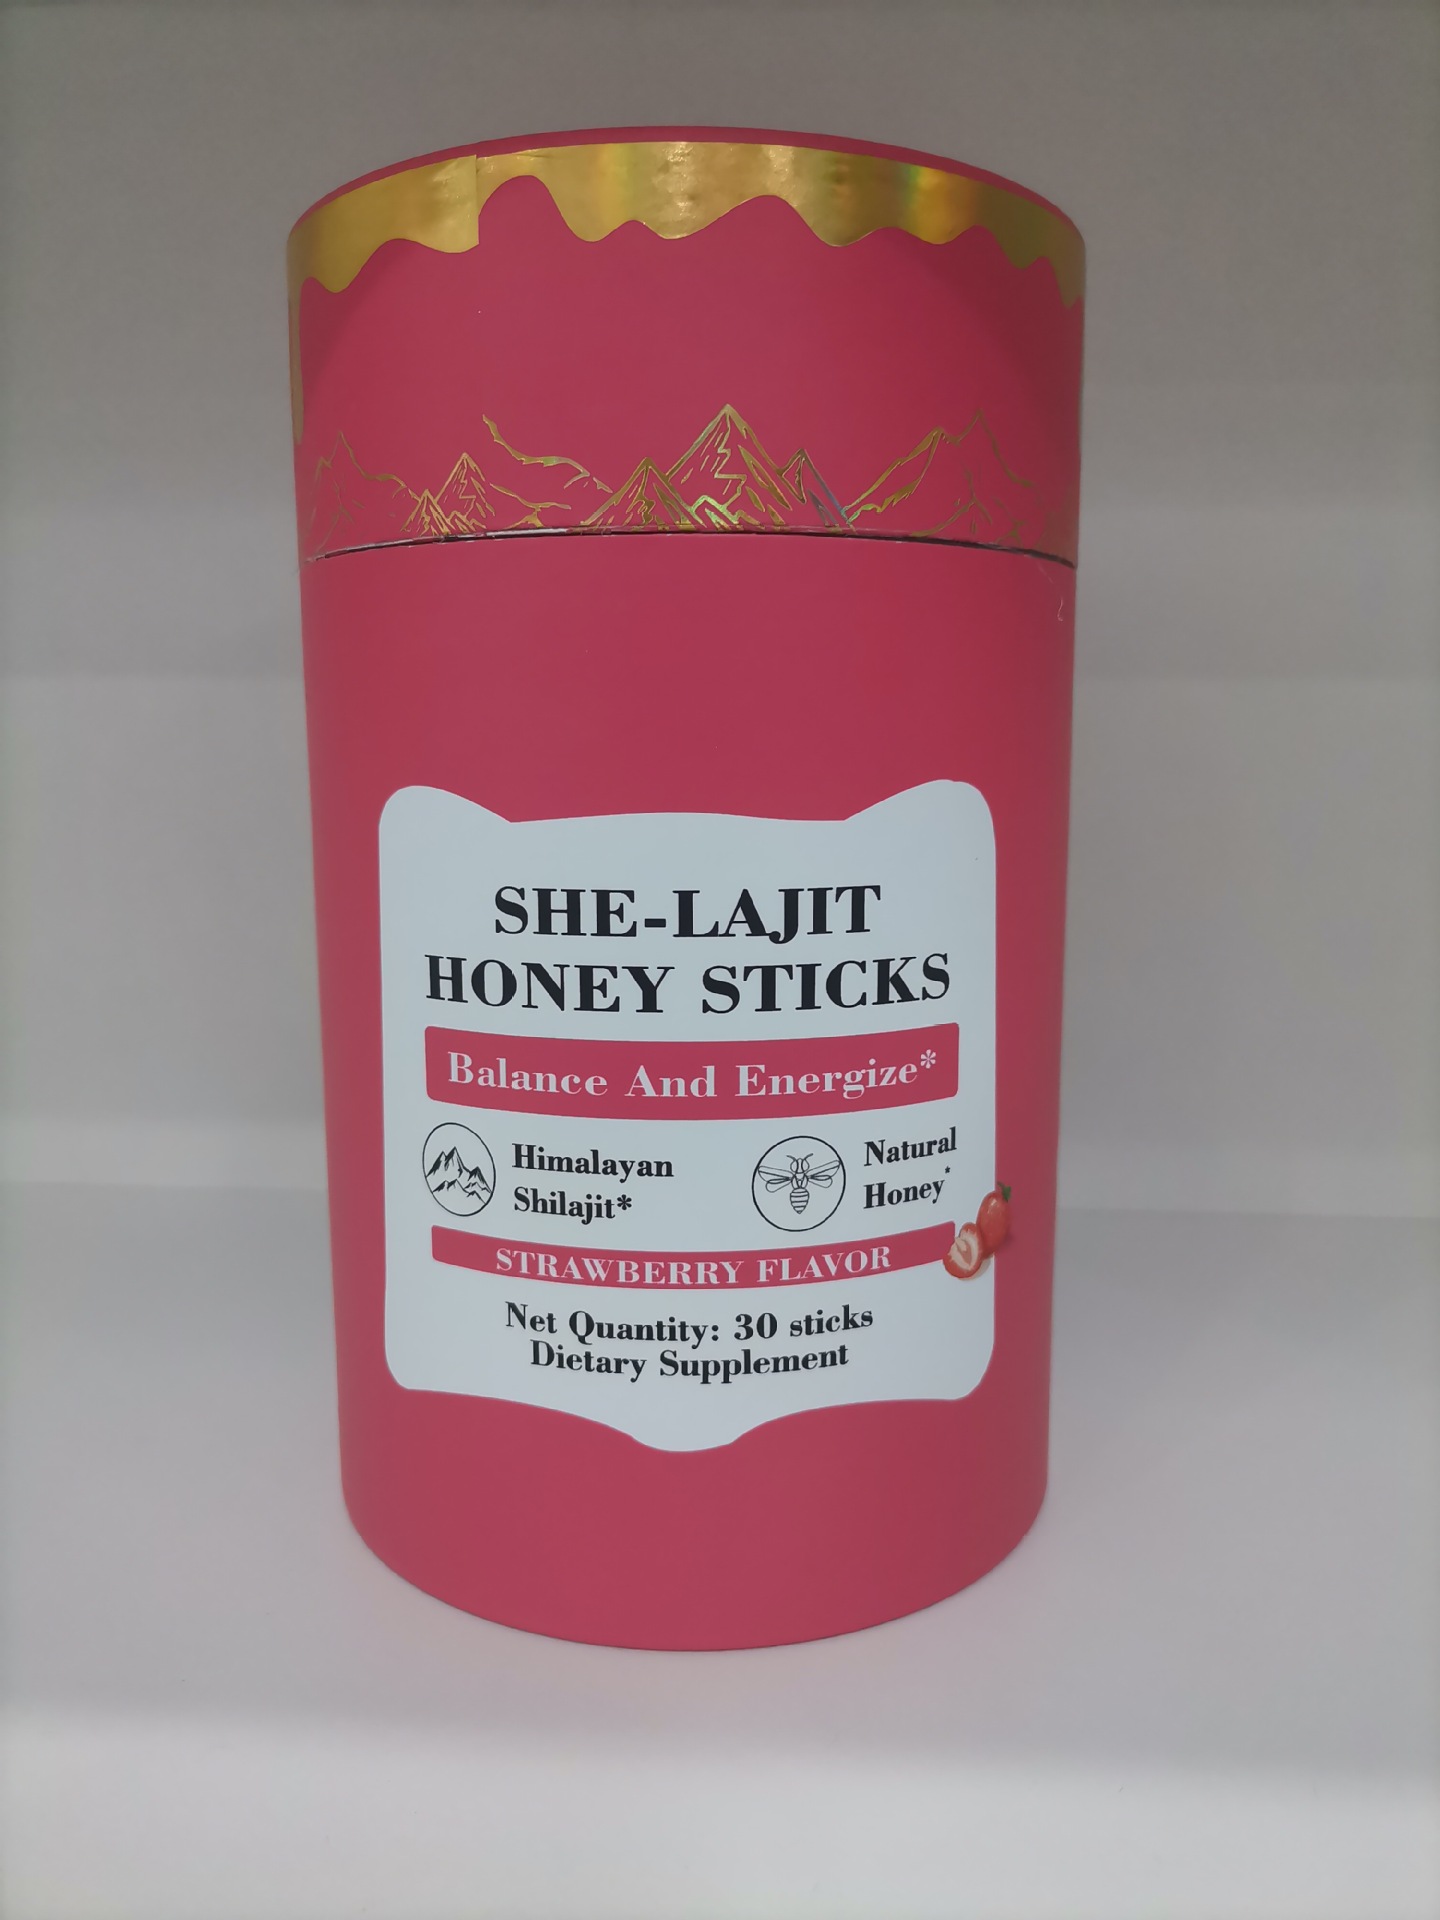 SHE-LAJIT
HONEY STICKS
Balance And Energize*
Himalayan
Shilajit*
Natural
Honey*
STRAWBERRY FLAVOR
Net Quantity: 30 sticks
Dietary Supplement